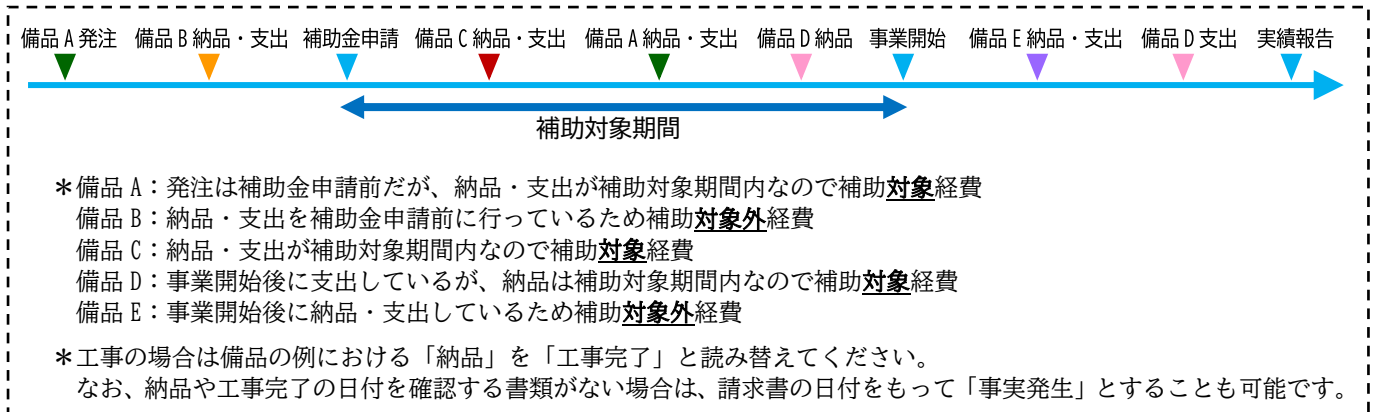 備品A発注 備品B納品・支出 補助金申請 備品C納品・支出 備品A納品・支出 備品D納品 事業開始 備品E納品・支出 備品D支出 実績報告
補助対象期間
＊備品A：発注は補助金申請前だが、納品・支出が補助対象期間内なので補助対象経費
備品B：納品・支出を補助金申請前に行っているため補助対象外経費
備品C：納品・支出が補助対象期間内なので補助対象経費
備品D：事業開始後に支出しているが、納品は補助対象期間内なので補助対象経費
備品E：事業開始後に納品・支出しているため補助対象外経費
＊工事の場合は備品の例における「納品」を「工事完了」と読み替えてください。
なお、納品や工事完了の日付を確認する書類がない場合は、請求書の日付をもって「事実発生」とすることも可能です。